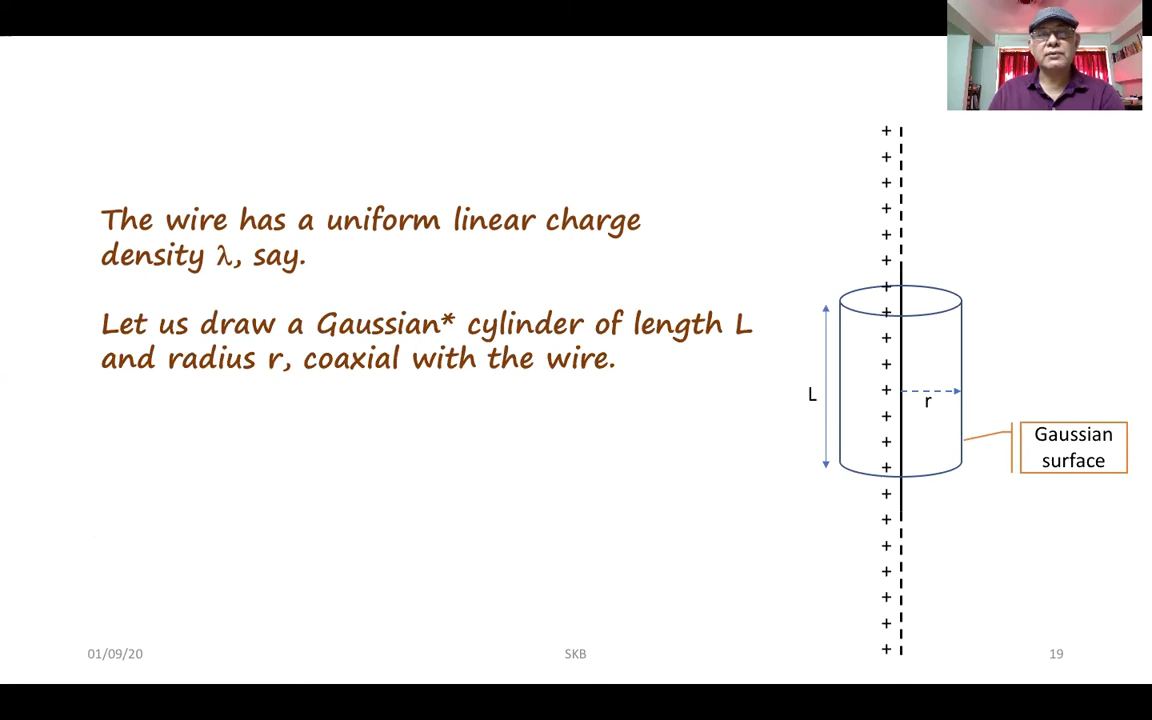 The wire has a uniform linear charge
density λ, say.
Let us draw a Gaussian* cylinder of length L
and radius r, coaxial with the wire.
L
r
Gaussian
surface
01/09/20
SKB
19